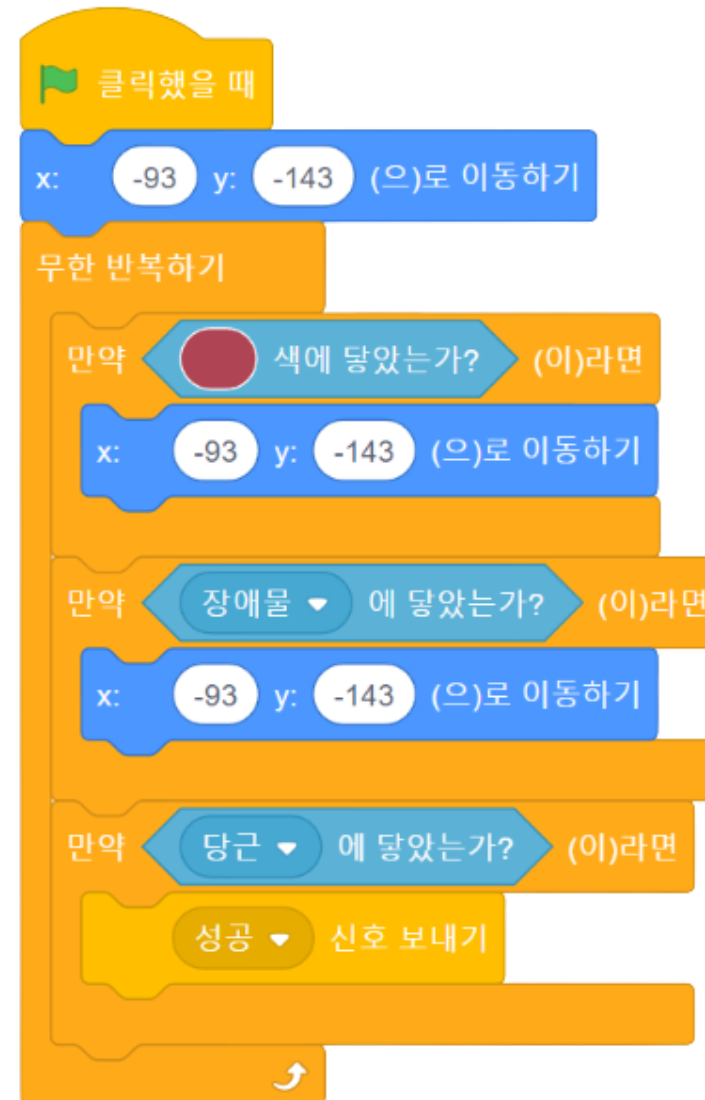 클릭했을 때
x: -93 y: -143 (으)로 이동하기
무한 반복하기
만약 색에 닿았는가? (이)라면
x: -93 y: -143 (으)로 이동하기
만약 장애물 에 닿았는가? (이)라면
x: -93 y: -143 (으)로 이동하기
만약 당근 에 닿았는가? (이)라면
성공 신호 보내기